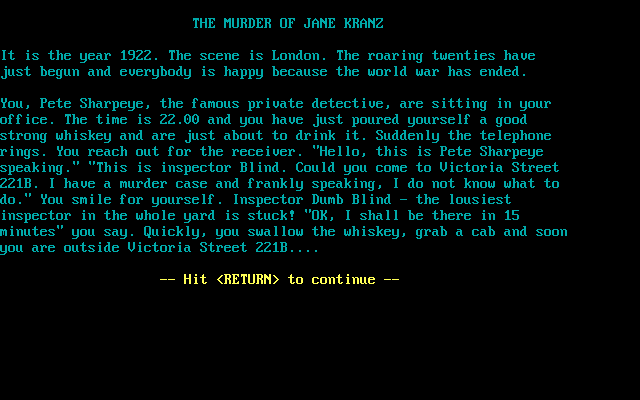 THE MURDER OF JANE KRANZ
It is the year 1922. The scene is London. The roaring twenties have
just begun and everybody is happy because the world war has ended.
You, Pete Sharpeye, the famous private detective, are sitting in your
office. The time is 22.00 and you have just poured yourself a good
strong whiskey and are just about to drink it. Suddenly the telephone
rings. You reach out for the receiver. "Hello, this is Pete Sharpeye
speaking." "This is inspector Blind. Could you come to Victoria Street
221B. I have a murder case and frankly speaking, I do not know what to
do." You smile for yourself. Inspector Dumb Blind - the lousiest
inspector in the whole yard is stuck! "OK, I shall be there in 15
minutes" you say. Quickly, you swallow the whiskey, grab a cab and soon
you are outside Victoria Street 221B....
-- Hit <RETURN> to continue --